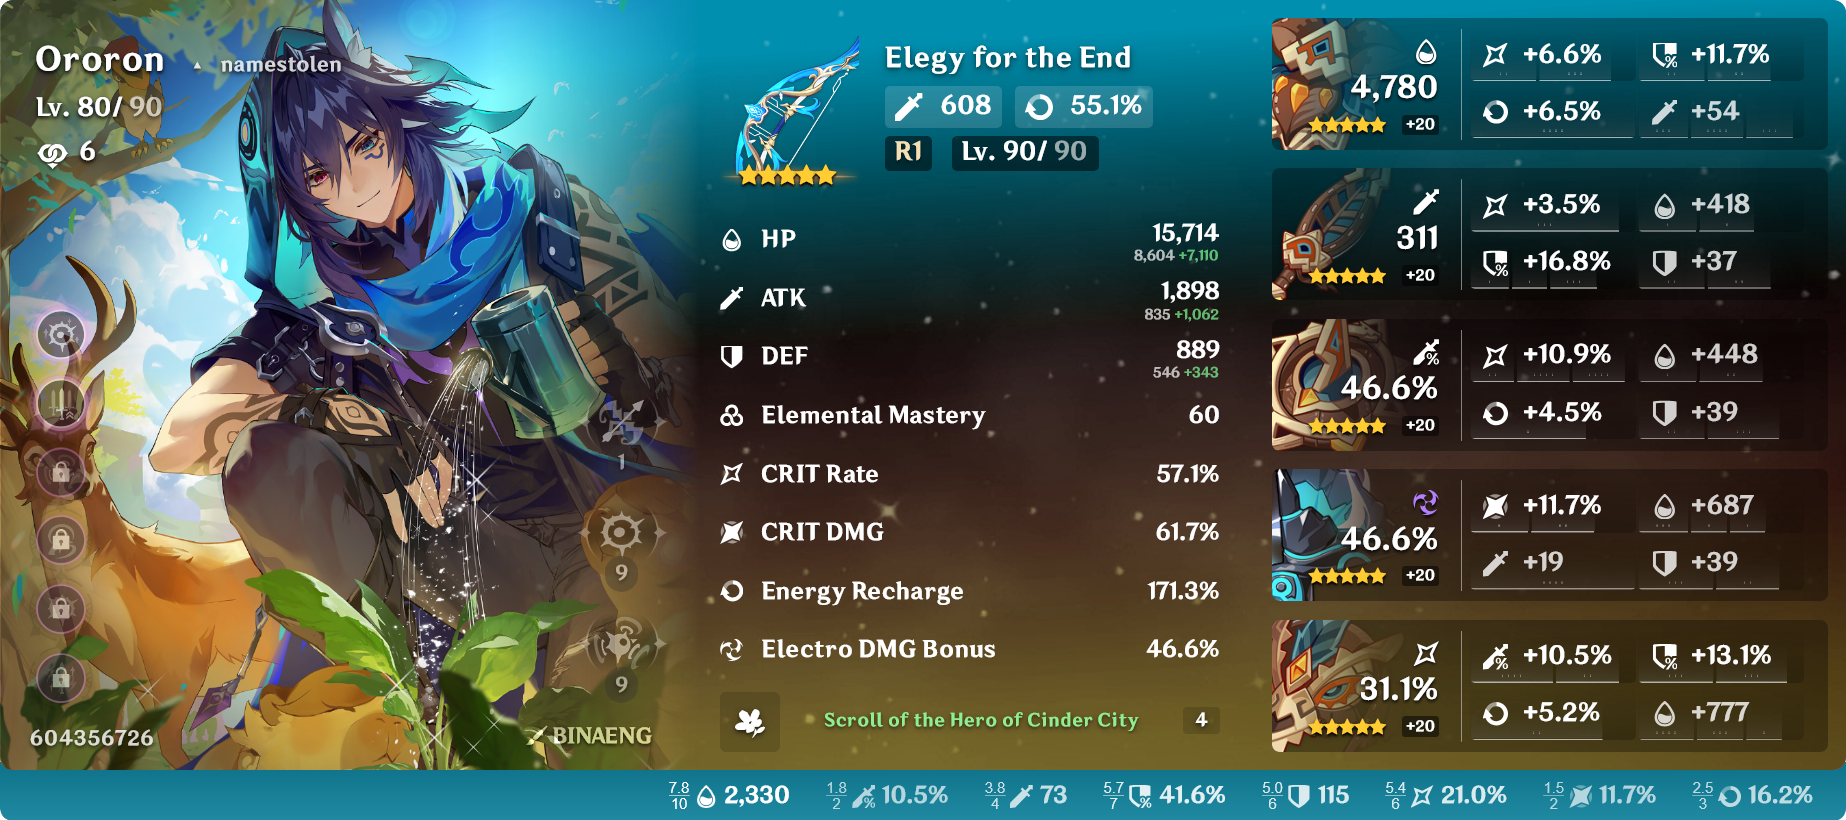 Ororon ▲ namestolen
Lv. 80/ 90
6
1
9
9
604356726
BINAENG
Elegy for the End
608 55.1%
R1 Lv. 90/ 90
HP 15,714
8,604 +7,110
ATK 1,898
835 +1,062
DEF 889
546 +343
Elemental Mastery 60
CRIT Rate 57.1%
CRIT DMG 61.7%
Energy Recharge 171.3%
Electro DMG Bonus 46.6%
Scroll of the Hero of Cinder City 4
4,780
+20
+6.6% +11.7%
+6.5% +54
311
+20
+3.5% +418
+16.8% +37
46.6%
+20
+10.9% +448
+4.5% +39
46.6%
+20
+11.7% +687
+19 +39
31.1%
+20
+10.5% +13.1%
+5.2% +777
7.8 10 2,330 1.8 2 10.5% 3.8 4 73 5.7 7 41.6% 5.0 6 115 5.4 6 21.0% 1.5 2 11.7% 2.5 3 16.2%